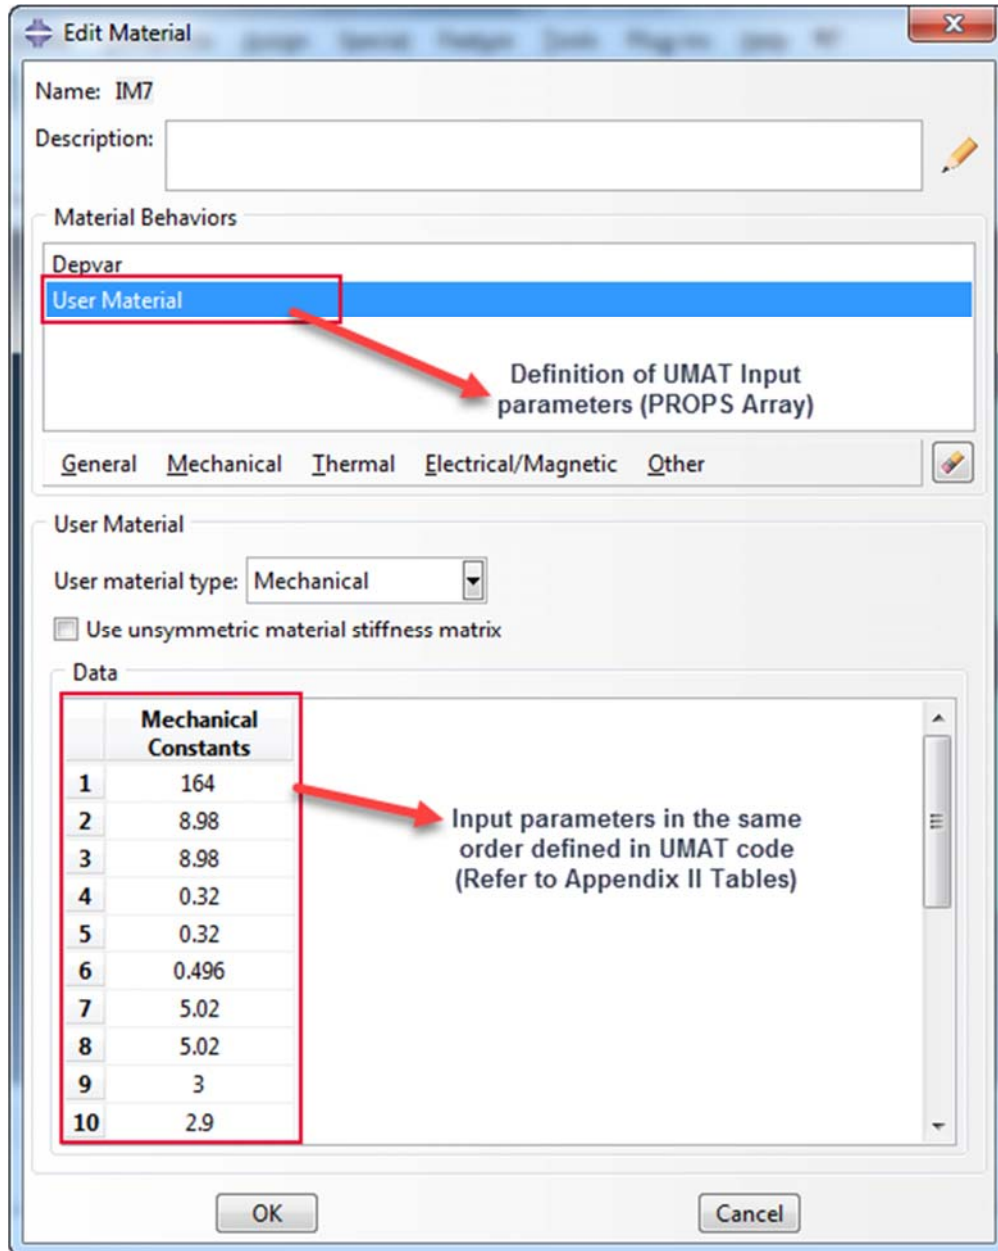 Edit Material
Name: IM7
Description:
Material Behaviors
Depvar
User Material
Definition of UMAT Input
parameters (PROPS Array)
General Mechanical Thermal Electrical/Magnetic Other
User Material
User material type: Mechanical
Use unsymmetric material stiffness matrix
Data
Mechanical
Constants
1 164
2 8.98
3 8.98
4 0.32
5 0.32
6 0.496
7 5.02
8 5.02
9 3
10 2.9
Input parameters in the same
order defined in UMAT code
(Refer to Appendix II Tables)
OK Cancel